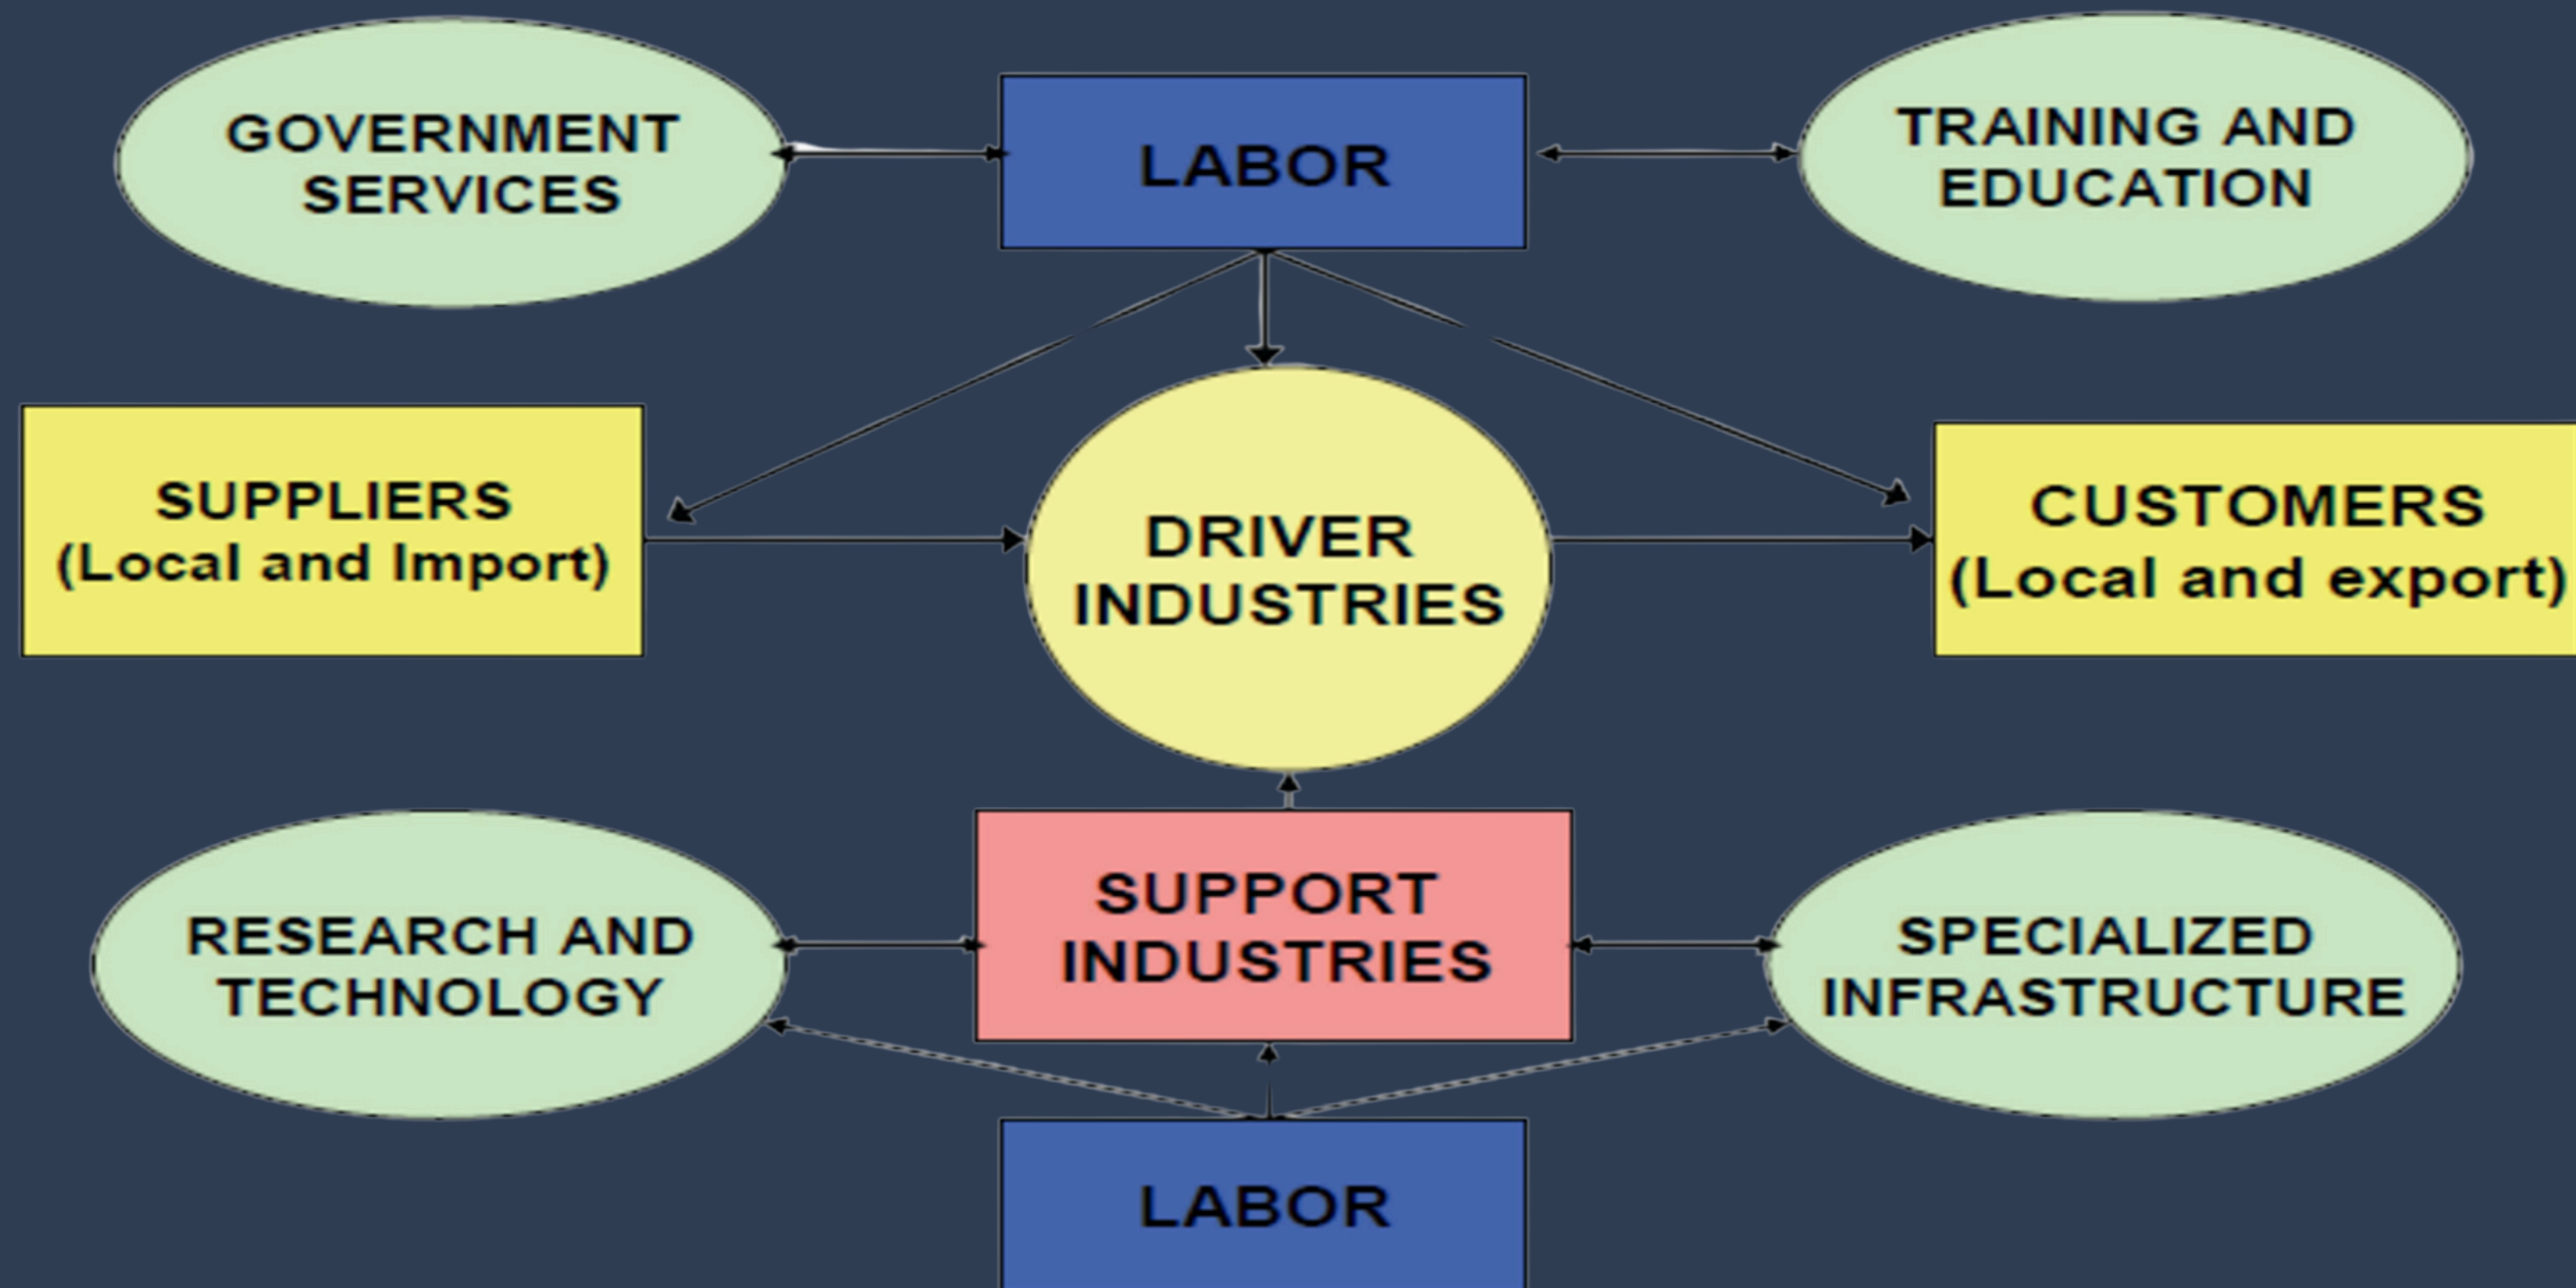 GOVERNMENT
SERVICES
LABOR
TRAINING AND
EDUCATION
SUPPLIERS
(Local and Import)
DRIVER
INDUSTRIES
CUSTOMERS
(Local and export)
RESEARCH AND
TECHNOLOGY
SUPPORT
INDUSTRIES
SPECIALIZED
INFRASTRUCTURE
LABOR